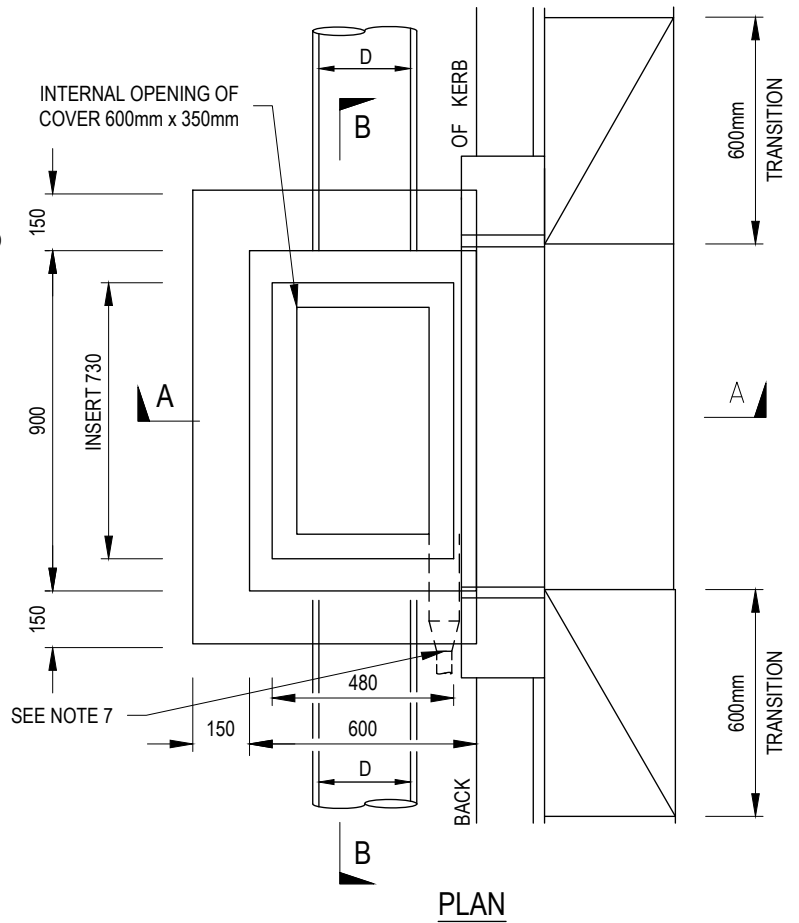 D
INTERNAL OPENING OF
COVER 600mm x 350mm
B
OF KERB
600mm
TRANSITION
150
900
INSERT 730
A
A
150
480
SEE NOTE 7
150
600
D
BACK
600mm
TRANSITION
B
PLAN